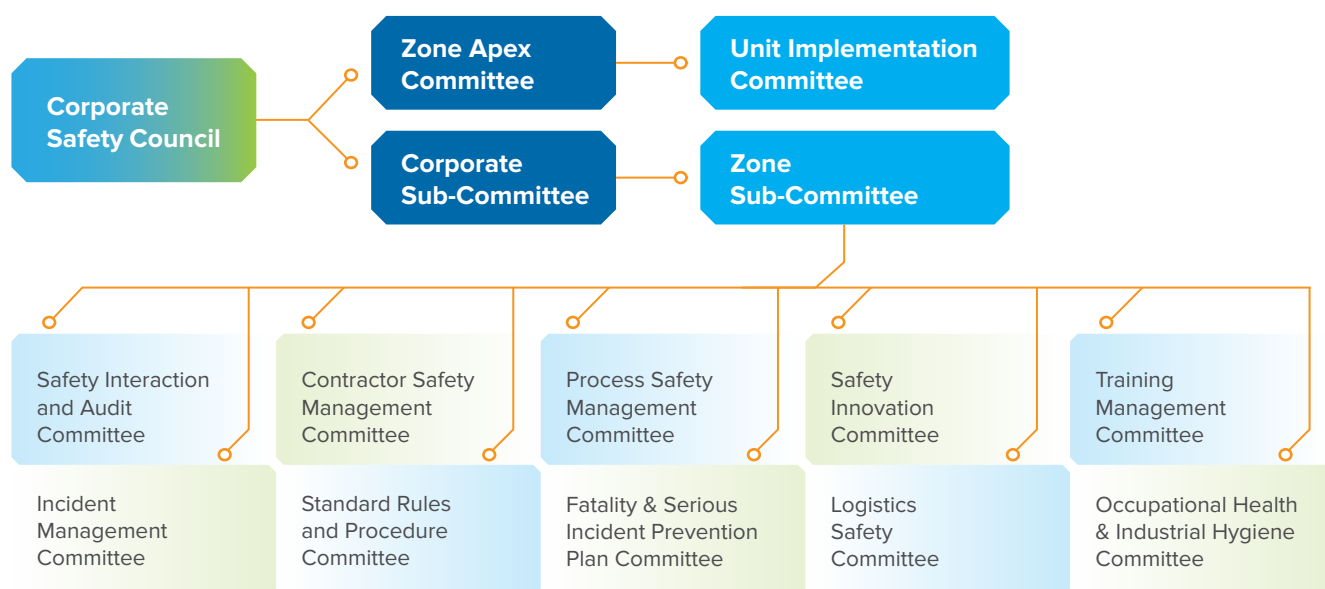 Corporate
Safety Council
Zone Apex
Committee
Unit Implementation
Committee
Corporate
Sub-Committee
Zone
Sub-Committee
Safety Interaction
and Audit
Committee
Contractor Safety
Management
Committee
Process Safety
Management
Committee
Safety
Innovation
Committee
Training
Management
Committee
Incident
Management
Committee
Standard Rules
and Procedure
Committee
Fatality & Serious
Incident Prevention
Plan Committee
Logistics
Safety
Committee
Occupational Health
& Industrial Hygiene
Committee